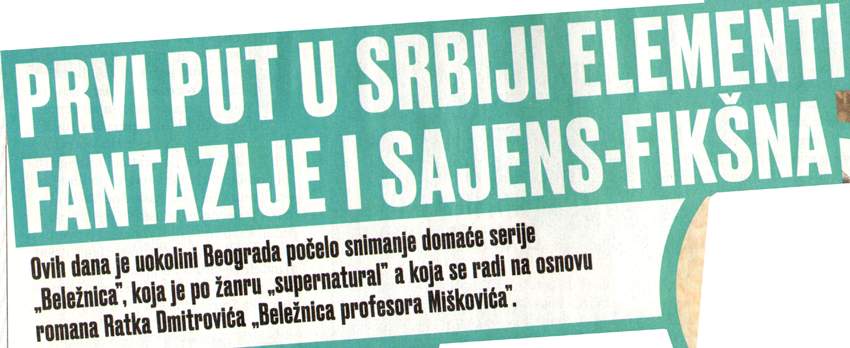 PRVI PUT U SRBIJI ELEMENTI
FANTAZIJE I SAJENS-FIKŠNA
Ovih dana je uokolini Beograda počelo snimanje domaće serije
„Beležnica”, koja je po žanru „supernatural” a koja se radi na osnovu
romana Ratka Dmitrovića „Beležnica profesora Miškovića”.